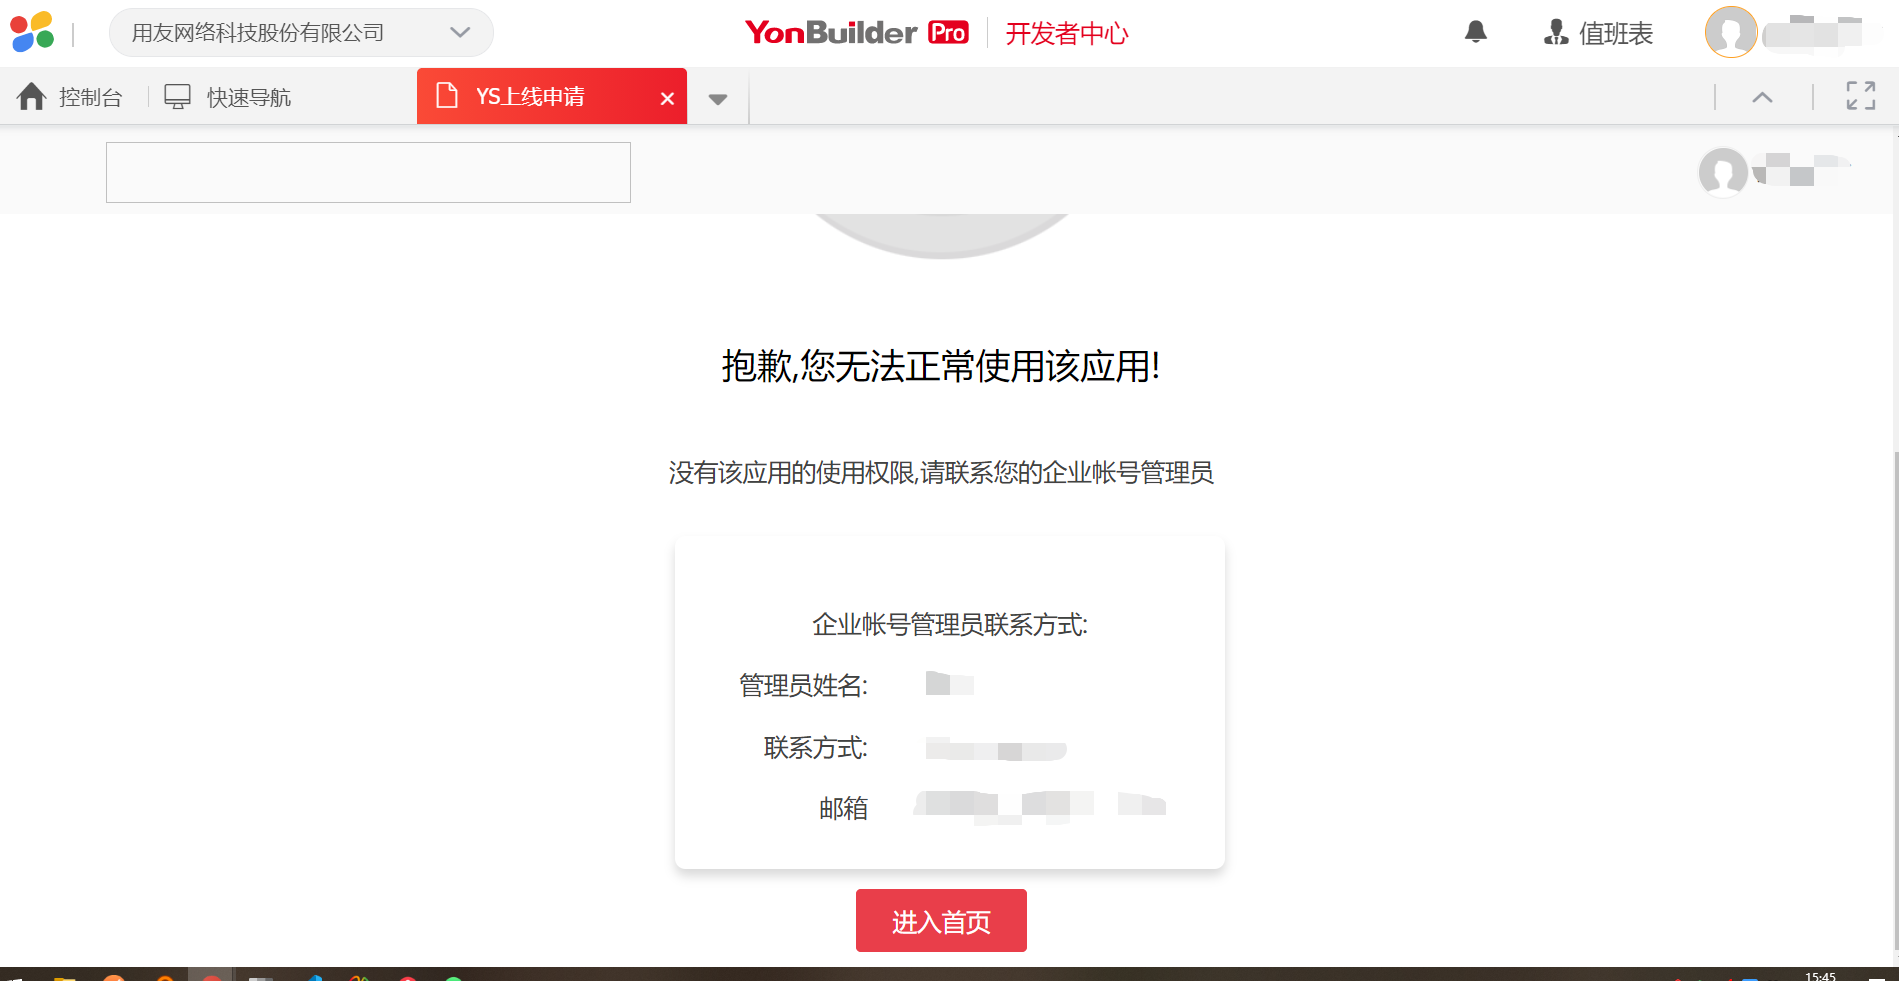 用友网络科技股份有限公司
YonBuilder Pro 开发者中心
值班表
控制台
快速导航
YS上线申请
抱歉,您无法正常使用该应用!
没有该应用的使用权限,请联系您的企业帐号管理员
企业帐号管理员联系方式:
管理员姓名:
联系方式:
邮箱
进入首页
15:45